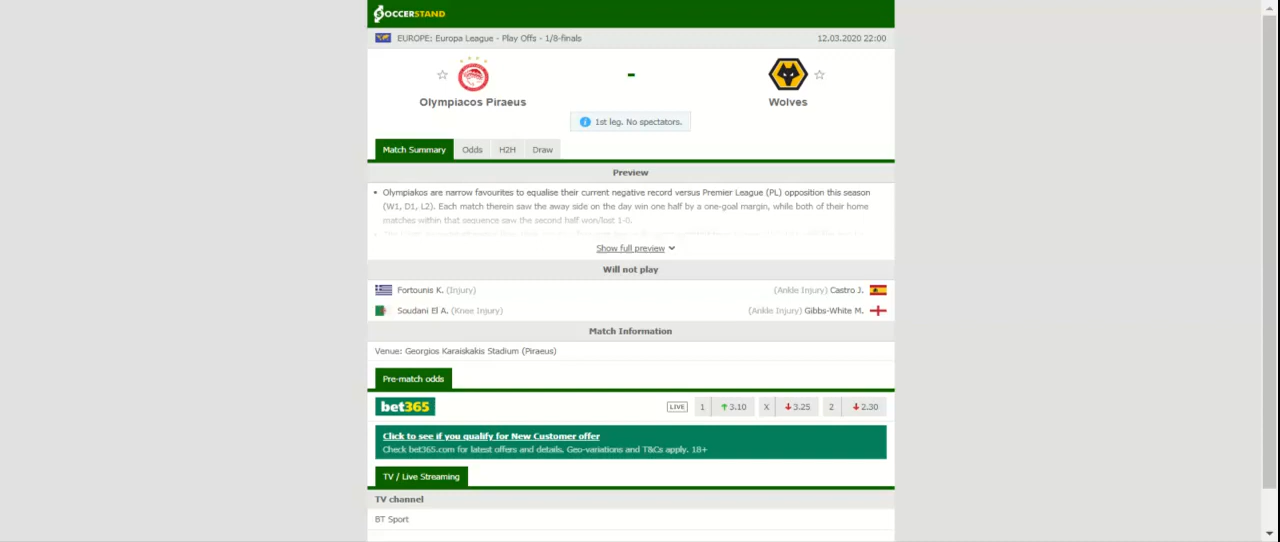 SOCCERSTAND
EUROPE: Europa League - Play Offs - 1/8-finals 12.03.2020 22:00
Olympiacos Piraeus - Wolves
1st leg. No spectators.
Match Summary Odds H2H Draw
Preview
• Olympiakos are narrow favourites to equalise their current negative record versus Premier League (PL) opposition this season
(W1, D1, L2). Each match therein saw the away side on the day win one half by a one-goal margin, while both of their home
matches within that sequence saw the second half won/lost 1-0.
Show full preview
Will not play
Fortounis K. (Injury) (Ankle Injury) Castro J.
Soudani El A. (Knee Injury) (Ankle Injury) Gibbs-White M.
Match Information
Venue: Georgios Karaiskakis Stadium (Piraeus)
Pre-match odds
bet365 LIVE 1 3.10 X 3.25 2 2.30
Click to see if you qualify for New Customer offer
Check bet365.com for latest offers and details. Geo-variations and T&Cs apply. 18+
TV / Live Streaming
TV channel
BT Sport